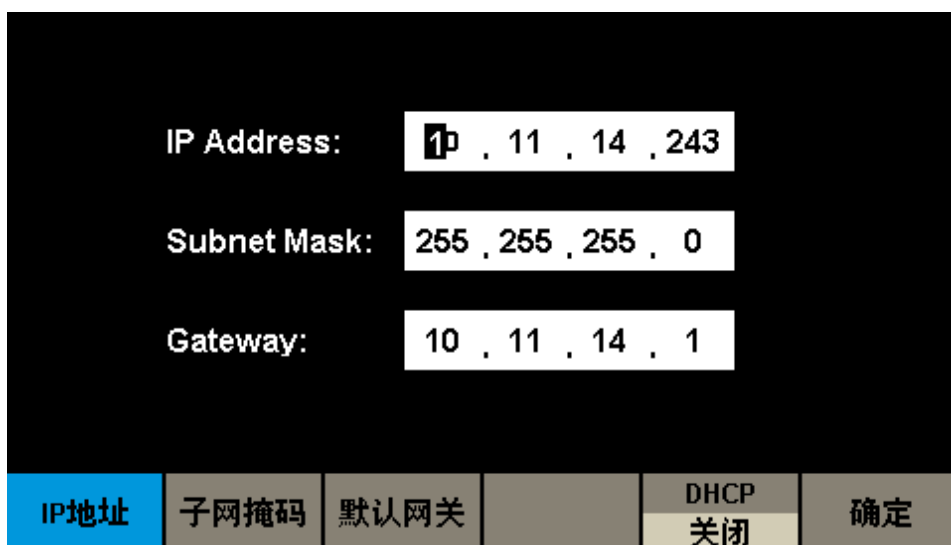 IP Address: 10 . 11 . 14 . 243
Subnet Mask: 255 . 255 . 255 . 0
Gateway: 10 . 11 . 14 . 1
IP地址 子网掩码 默认网关 DHCP 确定
关闭